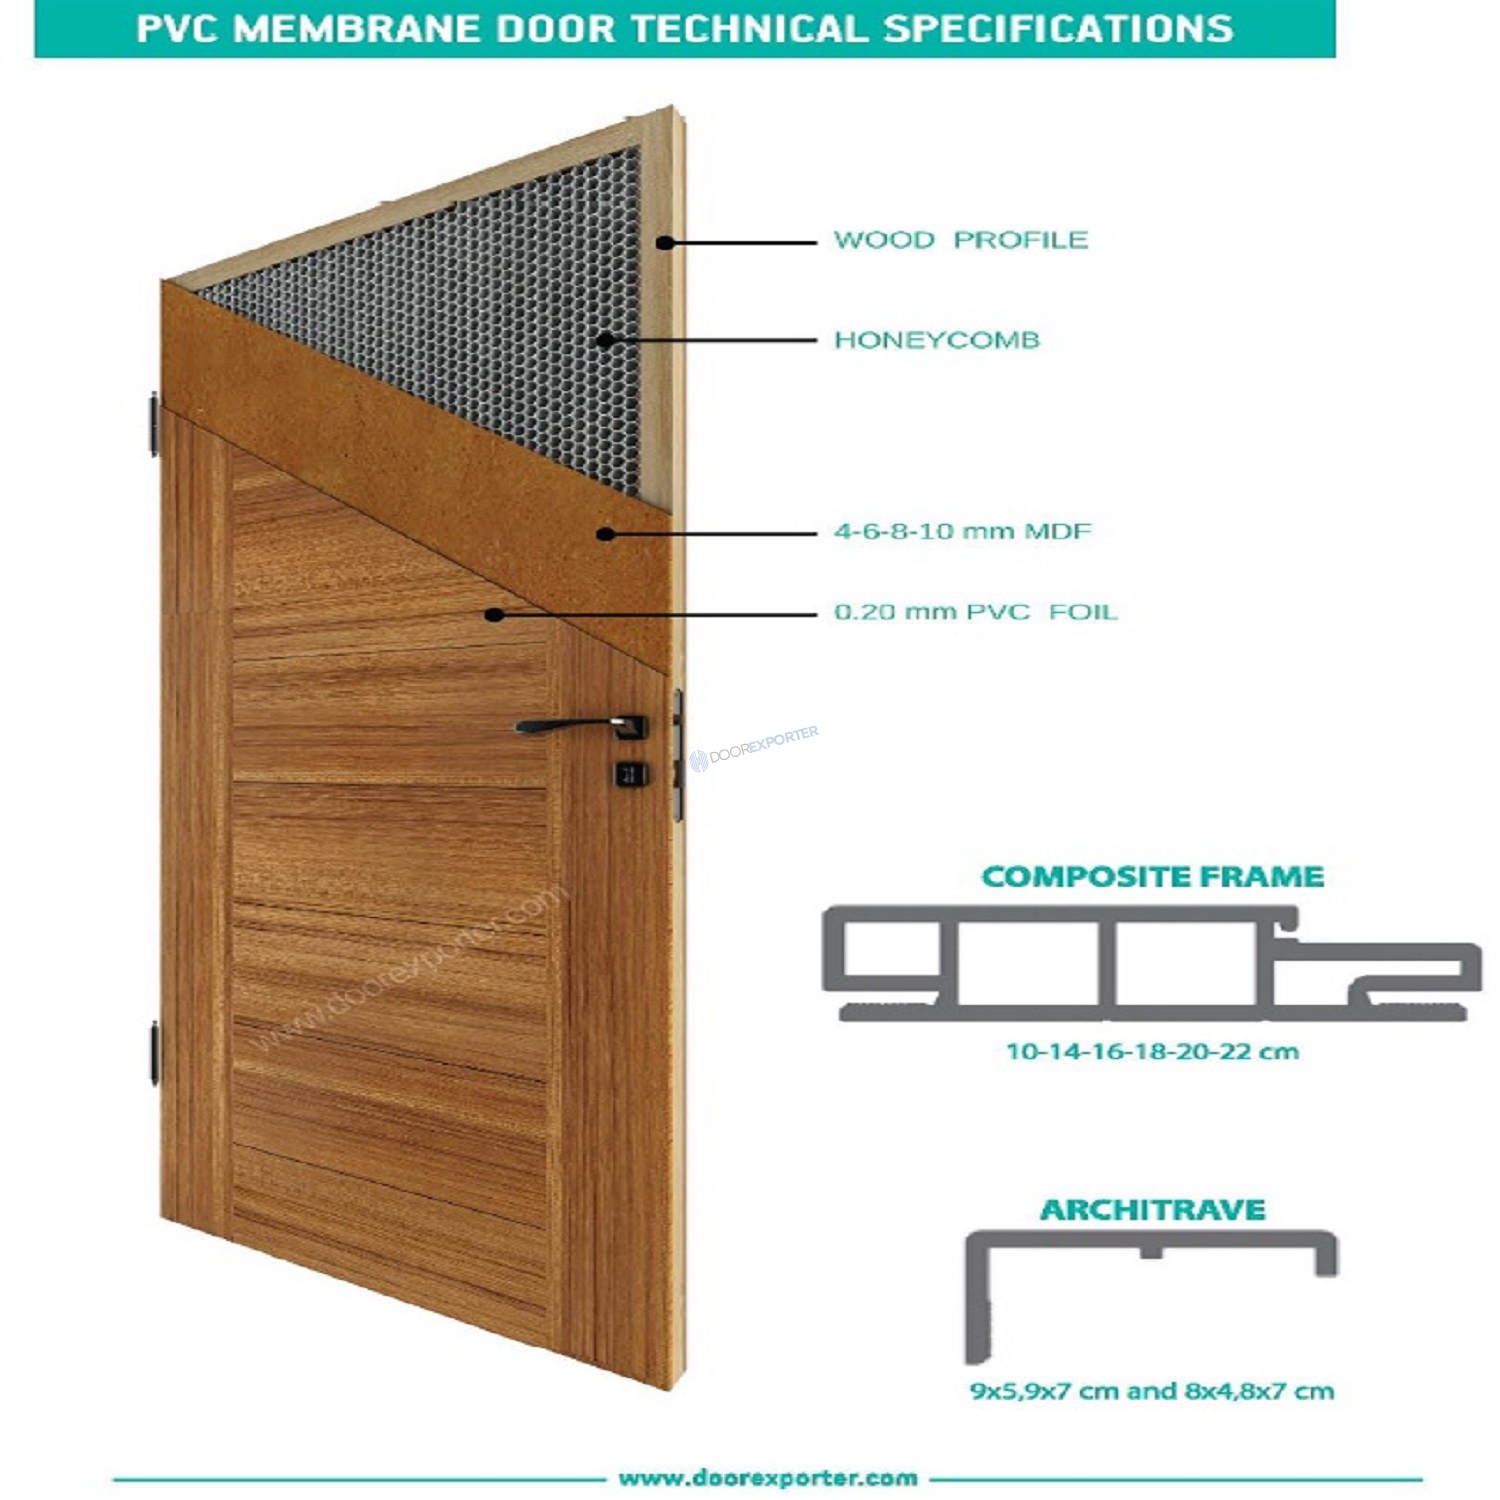 PVC MEMBRANE DOOR TECHNICAL SPECIFICATIONS
WOOD PROFILE
HONEYCOMB
4-6-8-10 mm MDF
0.20 mm PVC FOIL
DOOREXPORTER
www.doorexporter.com
COMPOSITE FRAME
10-14-16-18-20-22 cm
ARCHITRAVE
9x5,9x7 cm and 8x4,8x7 cm
www.doorexporter.com